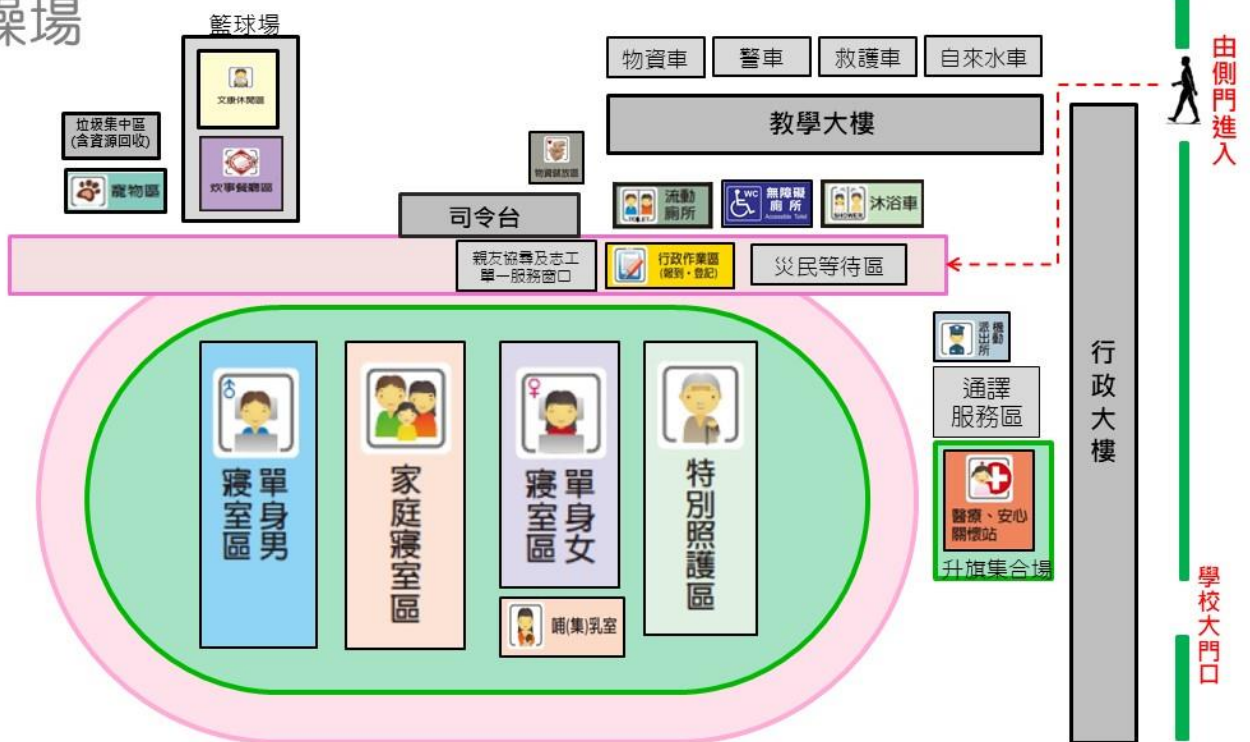 操場
籃球場
文康休閒區
炊事餐廳區
垃圾集中區
(含資源回收)
寵物區
物資車
警車
救護車
自來水車
教學大樓
由側門進入
物資儲放區
流動
廁所
TOILET
WC
無障礙
廁所
Accessible Toilet
SHOWER
沐浴車
司令台
親友協尋及志工
單一服務窗口
行政作業區
(報到・登記)
災民等待區
單身男
寢室區
家庭寢室區
單身女
寢室區
哺(集)乳室
特別照護區
機動
派出所
通譯
服務區
醫療、安心
關懷站
升旗集合場
行政大樓
學校大門口